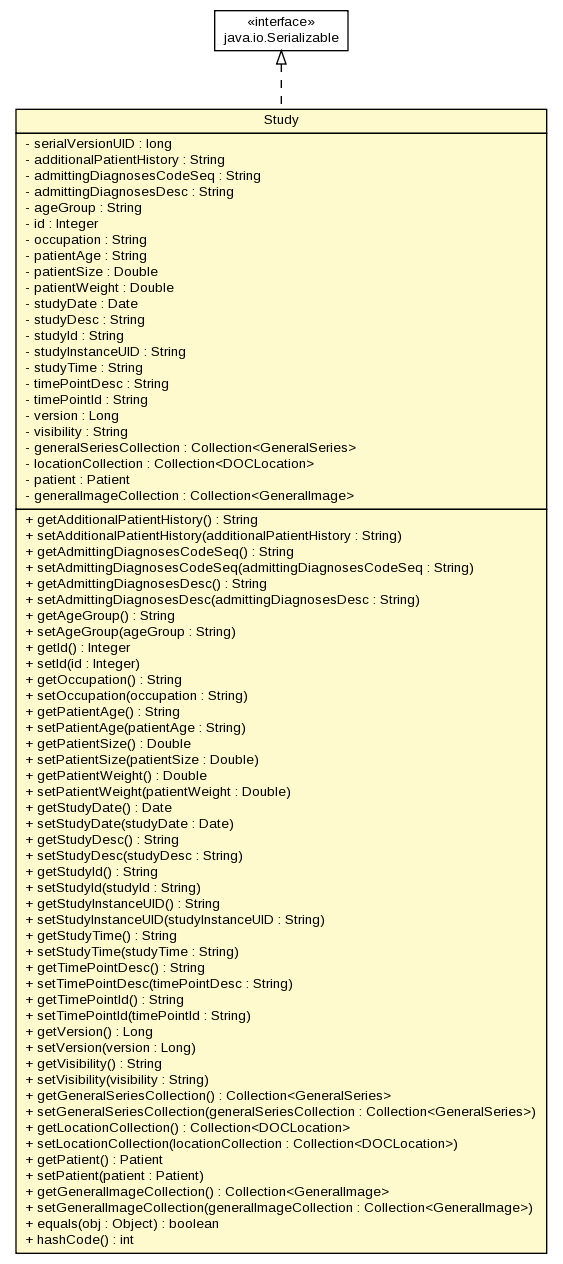 «interface»
java.io.Serializable
Study
- serialVersionUID : long
- additionalPatientHistory : String
- admittingDiagnosesCodeSeq : String
- admittingDiagnosesDesc : String
- ageGroup : String
- id : Integer
- occupation : String
- patientAge : String
- patientSize : Double
- patientWeight : Double
- studyDate : Date
- studyDesc : String
- studyId : String
- studyInstanceUID : String
- studyTime : String
- timePointDesc : String
- timePointId : String
- version : Long
- visibility : String
- generalSeriesCollection : Collection<GeneralSeries>
- locationCollection : Collection<DOCLocation>
- patient : Patient
- generalImageCollection : Collection<GeneralImage>
+ getAdditionalPatientHistory() : String
+ setAdditionalPatientHistory(additionalPatientHistory : String)
+ getAdmittingDiagnosesCodeSeq() : String
+ setAdmittingDiagnosesCodeSeq(admittingDiagnosesCodeSeq : String)
+ getAdmittingDiagnosesDesc() : String
+ setAdmittingDiagnosesDesc(admittingDiagnosesDesc : String)
+ getAgeGroup() : String
+ setAgeGroup(ageGroup : String)
+ getId() : Integer
+ setId(id : Integer)
+ getOccupation() : String
+ setOccupation(occupation : String)
+ getPatientAge() : String
+ setPatientAge(patientAge : String)
+ getPatientSize() : Double
+ setPatientSize(patientSize : Double)
+ getPatientWeight() : Double
+ setPatientWeight(patientWeight : Double)
+ getStudyDate() : Date
+ setStudyDate(studyDate : Date)
+ getStudyDesc() : String
+ setStudyDesc(studyDesc : String)
+ getStudyId() : String
+ setStudyId(studyId : String)
+ getStudyInstanceUID() : String
+ setStudyInstanceUID(studyInstanceUID : String)
+ getStudyTime() : String
+ setStudyTime(studyTime : String)
+ getTimePointDesc() : String
+ setTimePointDesc(timePointDesc : String)
+ getTimePointId() : String
+ setTimePointId(timePointId : String)
+ getVersion() : Long
+ setVersion(version : Long)
+ getVisibility() : String
+ setVisibility(visibility : String)
+ getGeneralSeriesCollection() : Collection<GeneralSeries>
+ setGeneralSeriesCollection(generalSeriesCollection : Collection<GeneralSeries>)
+ getLocationCollection() : Collection<DOCLocation>
+ setLocationCollection(locationCollection : Collection<DOCLocation>)
+ getPatient() : Patient
+ setPatient(patient : Patient)
+ getGeneralImageCollection() : Collection<GeneralImage>
+ setGeneralImageCollection(generalImageCollection : Collection<GeneralImage>)
+ equals(obj : Object) : boolean
+ hashCode() : int